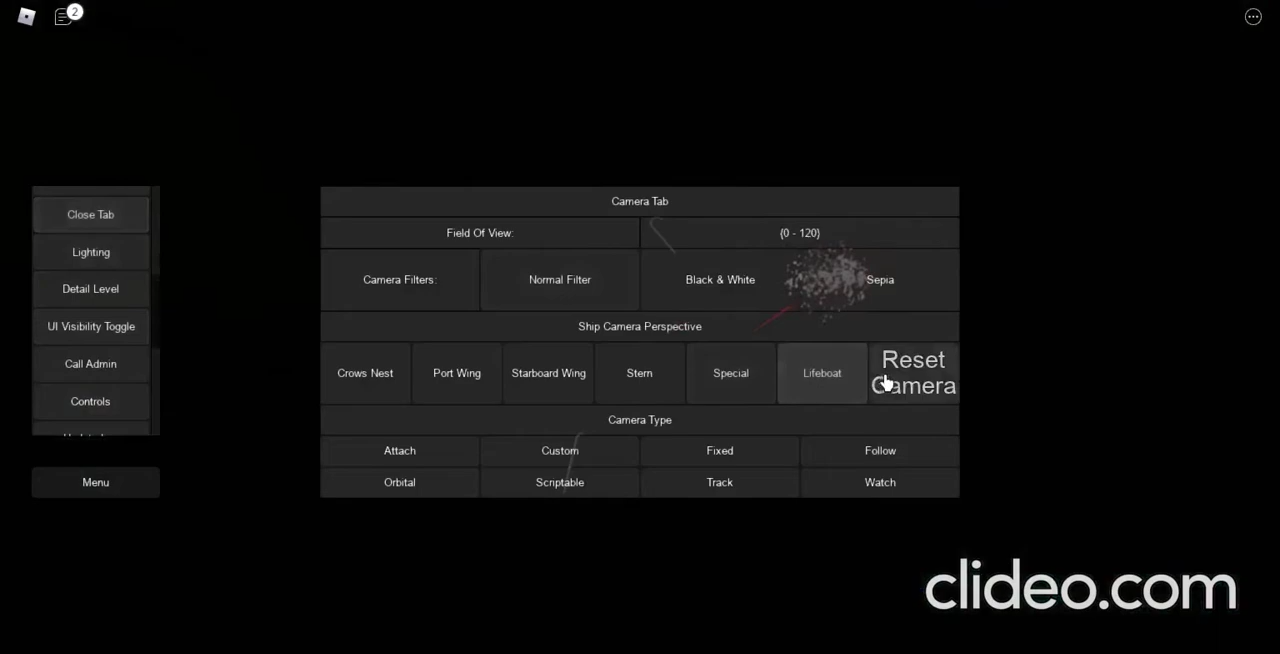 2
Close Tab
Lighting
Detail Level
UI Visibility Toggle
Call Admin
Controls
Menu
Camera Tab
Field Of View:
{0 - 120}
Camera Filters:
Normal Filter
Black & White
Sepia
Ship Camera Perspective
Crows Nest
Port Wing
Starboard Wing
Stern
Special
Lifeboat
Reset
Camera
Camera Type
Attach
Custom
Fixed
Follow
Orbital
Scriptable
Track
Watch
clideo.com